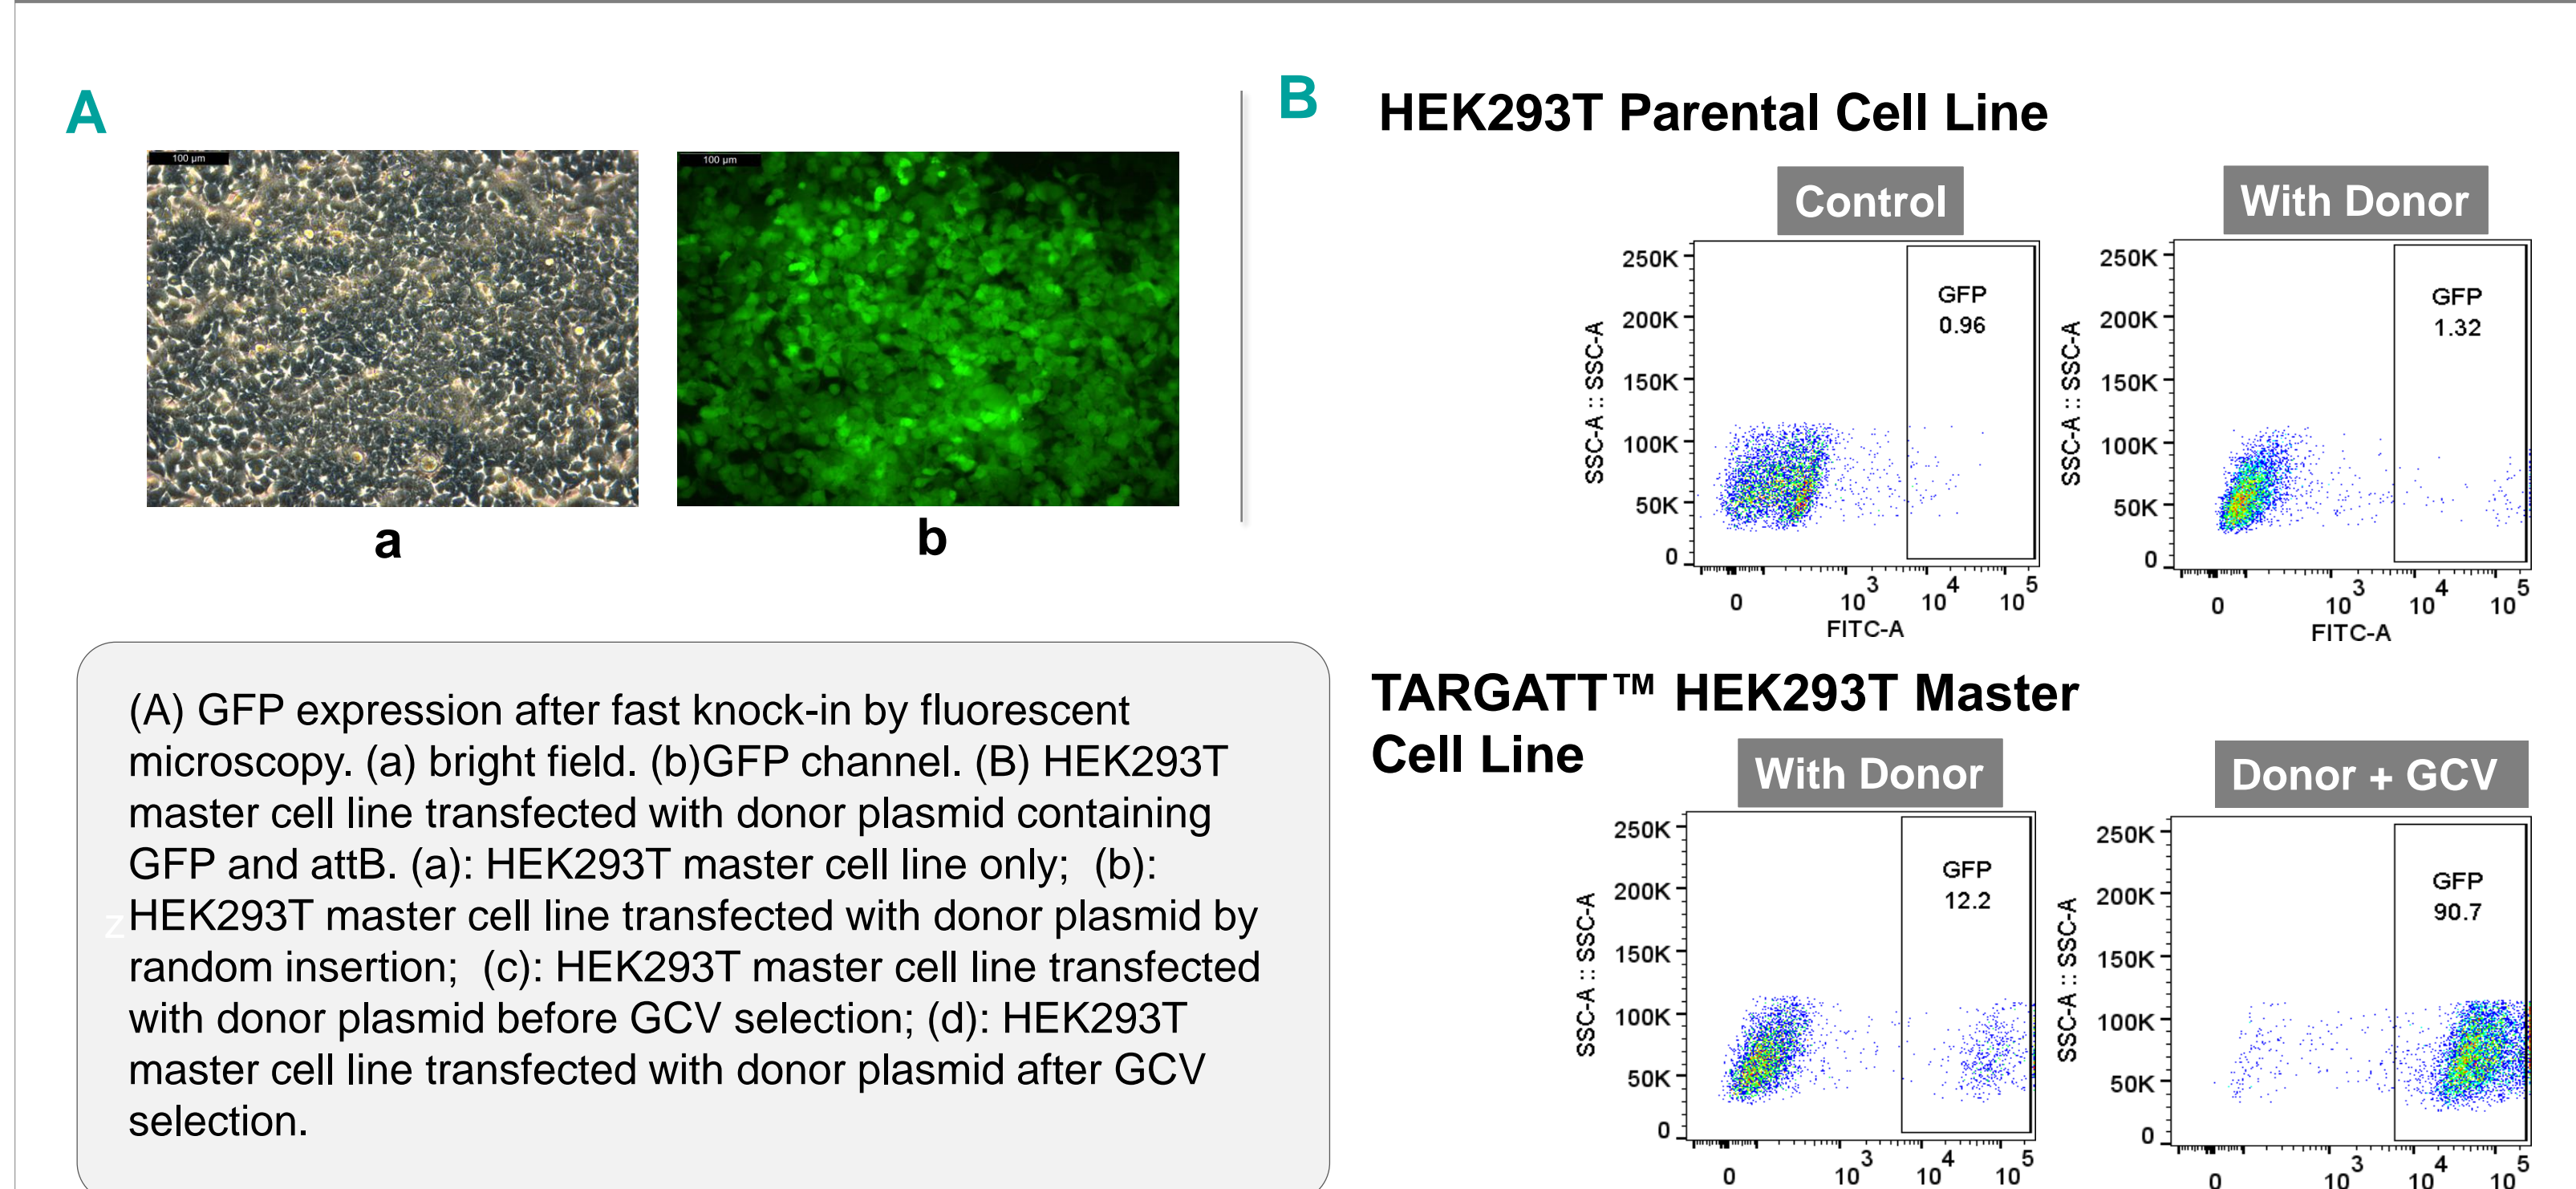 A
100 µm
100 µm
a
b
(A) GFP expression after fast knock-in by fluorescent
microscopy. (a) bright field. (b)GFP channel. (B) HEK293T
master cell line transfected with donor plasmid containing
GFP and attB. (a): HEK293T master cell line only; (b):
HEK293T master cell line transfected with donor plasmid by
random insertion; (c): HEK293T master cell line transfected
with donor plasmid before GCV selection; (d): HEK293T
master cell line transfected with donor plasmid after GCV
selection.
z
B
HEK293T Parental Cell Line
Control
250K
200K
150K
100K
50K
0
SSC-A :: SSC-A
GFP
0.96
0 10^3 10^4 10^5
FITC-A
With Donor
250K
200K
150K
100K
50K
0
SSC-A :: SSC-A
GFP
1.32
0 10^3 10^4 10^5
FITC-A
TARGATT™ HEK293T Master
Cell Line
With Donor
250K
200K
150K
100K
50K
0
SSC-A :: SSC-A
GFP
12.2
0 10^3 10^4 10^5
Donor + GCV
250K
200K
150K
100K
50K
0
SSC-A :: SSC-A
GFP
90.7
0 10^3 10^4 10^5